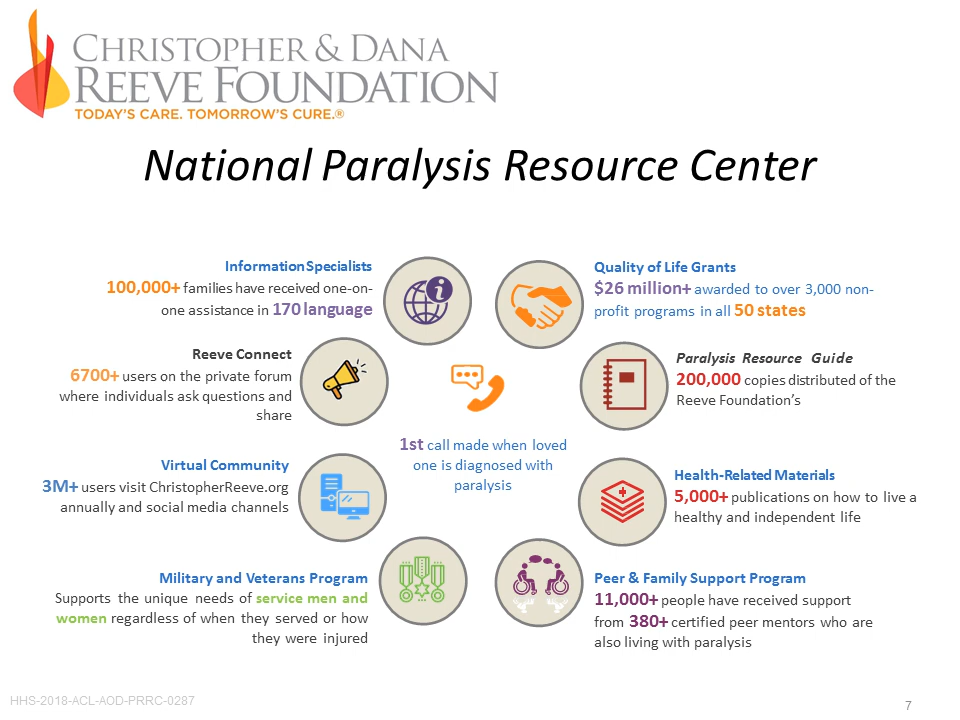 CHRISTOPHER & DANA
REEVE FOUNDATION
TODAY'S CARE. TOMORROW'S CURE.®
National Paralysis Resource Center
Information Specialists
100,000+ families have received one-on-
one assistance in 170 language
Quality of Life Grants
$26 million+ awarded to over 3,000 non-
profit programs in all 50 states
Reeve Connect
6700+ users on the private forum
where individuals ask questions and
share
Paralysis Resource Guide
200,000 copies distributed of the
Reeve Foundation's
1st call made when loved
one is diagnosed with
paralysis
Virtual Community
3M+ users visit ChristopherReeve.org
annually and social media channels
Health-Related Materials
5,000+ publications on how to live a
healthy and independent life
Military and Veterans Program
Supports the unique needs of service men and
women regardless of when they served or how
they were injured
Peer & Family Support Program
11,000+ people have received support
from 380+ certified peer mentors who are
also living with paralysis
HHS-2018-ACL-AOD-PRRC-0287
7